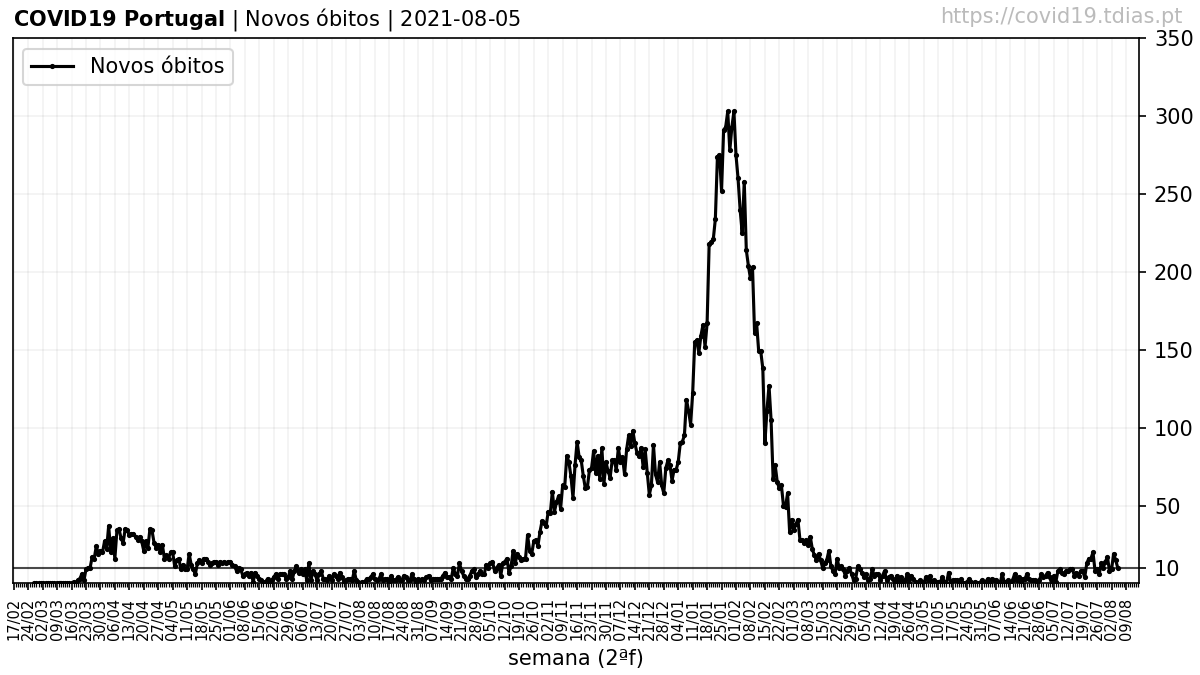 COVID19 Portugal | Novos óbitos | 2021-08-05
https://covid19.tdias.pt
Novos óbitos
350
300
250
200
150
100
50
10
17/02 24/02 02/03 09/03 16/03 23/03 30/03 06/04 13/04 20/04 27/04 04/05 11/05 18/05 25/05 01/06 08/06 15/06 22/06 29/06 06/07 13/07 20/07 27/07 03/08 10/08 17/08 24/08 31/08 07/09 14/09 21/09 28/09 05/10 12/10 19/10 26/10 02/11 09/11 16/11 23/11 30/11 07/12 14/12 21/12 28/12 04/01 11/01 18/01 25/01 01/02 08/02 15/02 22/02 01/03 08/03 15/03 22/03 29/03 05/04 12/04 19/04 26/04 03/05 10/05 17/05 24/05 31/05 07/06 14/06 21/06 28/06 05/07 12/07 19/07 26/07 02/08 09/08
semana (2ªf)